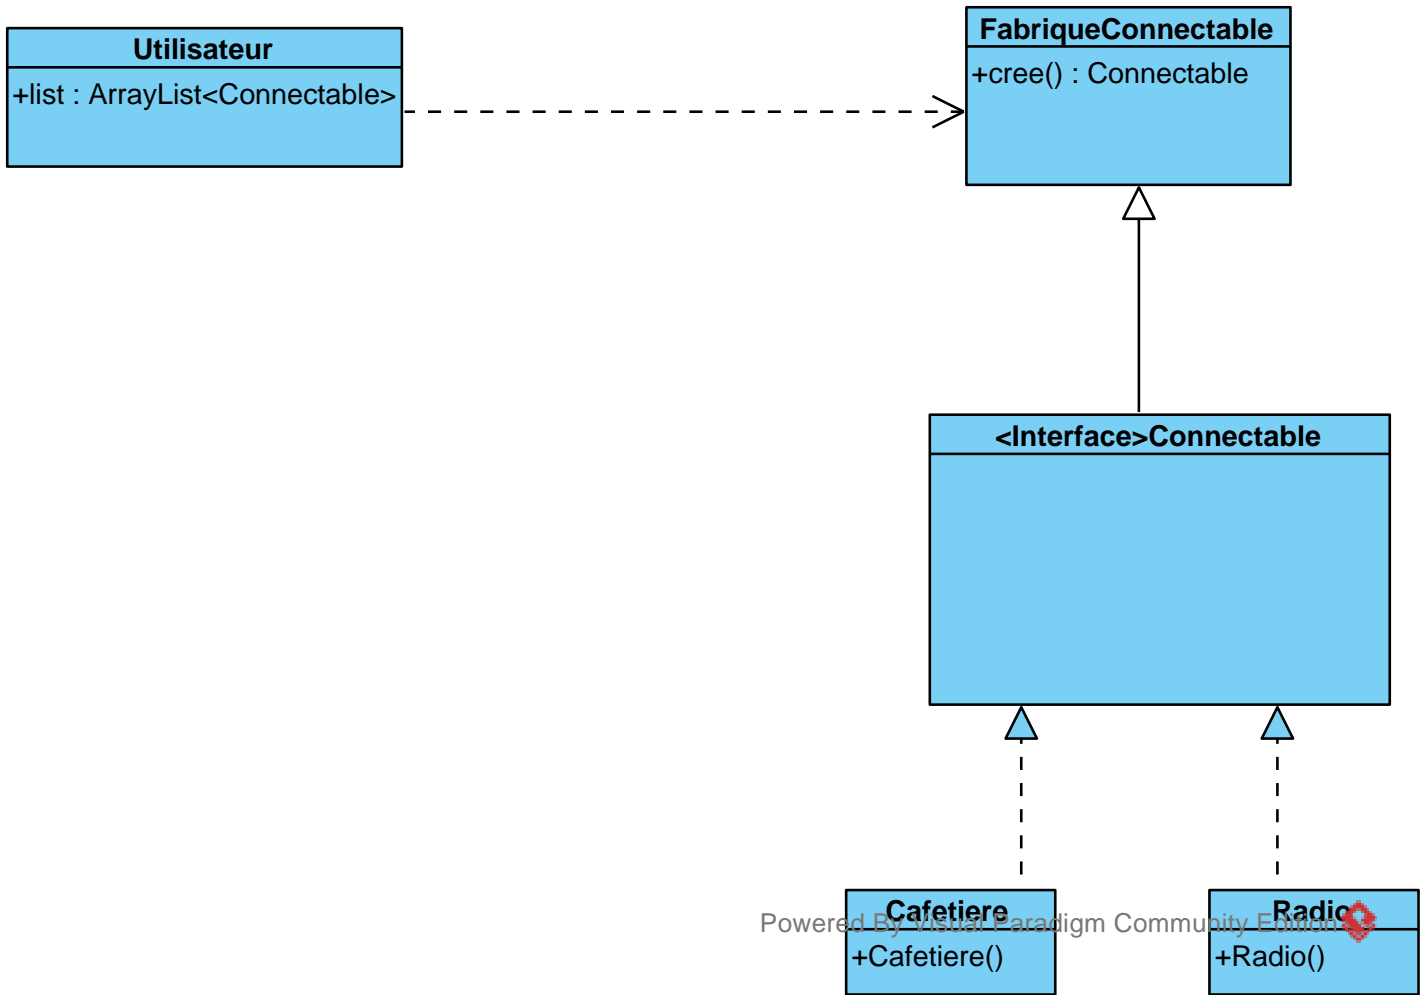 Utilisateur
+list : ArrayList<Connectable>
FabriqueConnectable
+cree() : Connectable
<Interface>Connectable
Cafetiere
+Cafetiere()
Radio
+Radio()
Powered By Visual Paradigm Community Edition